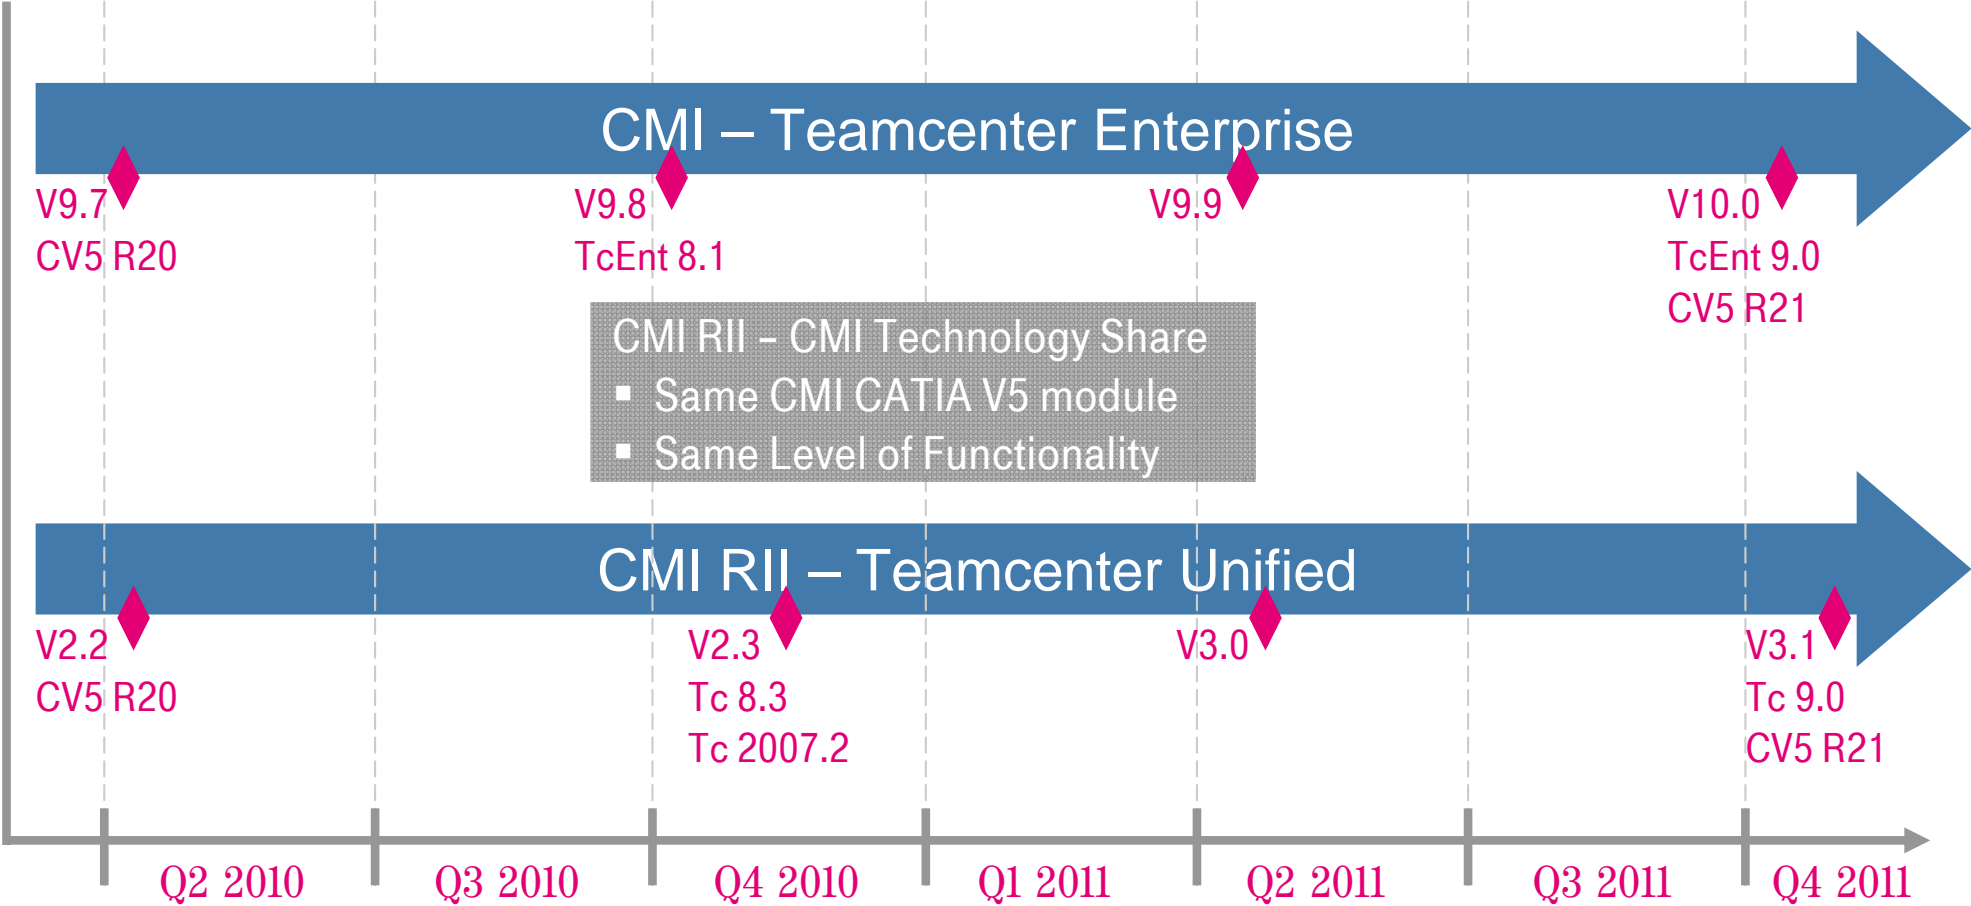 CMI – Teamcenter Enterprise
V9.7
CV5 R20
V9.8
TcEnt 8.1
V9.9
V10.0
TcEnt 9.0
CV5 R21
CMI RII – CMI Technology Share
▪ Same CMI CATIA V5 module
▪ Same Level of Functionality
CMI RII – Teamcenter Unified
V2.2
CV5 R20
V2.3
Tc 8.3
Tc 2007.2
V3.0
V3.1
Tc 9.0
CV5 R21
Q2 2010
Q3 2010
Q4 2010
Q1 2011
Q2 2011
Q3 2011
Q4 2011